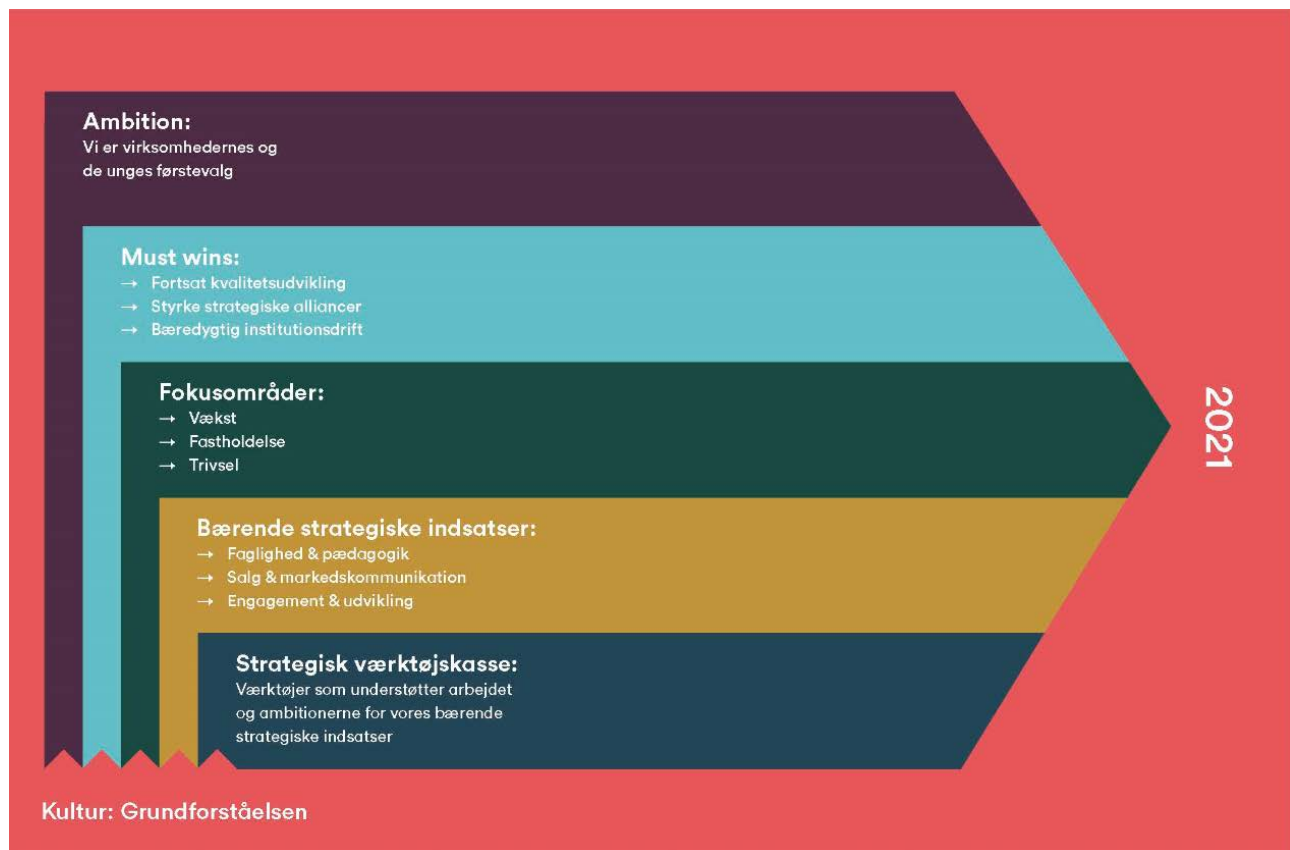 Ambition:
Vi er virksomhedernes og
de unges førstevalg
Must wins:
→ Fortsat kvalitetsudvikling
→ Styrke strategiske alliancer
→ Bæredygtig institutionsdrift
Fokusområder:
→ Vækst
→ Fastholdelse
→ Trivsel
Bærende strategiske indsatser:
→ Faglighed & pædagogik
→ Salg & markedskommunikation
→ Engagement & udvikling
Strategisk værktøjskasse:
Værktøjer som understøtter arbejdet
og ambitionerne for vores bærende
strategiske indsatser
2021
Kultur: Grundforståelsen